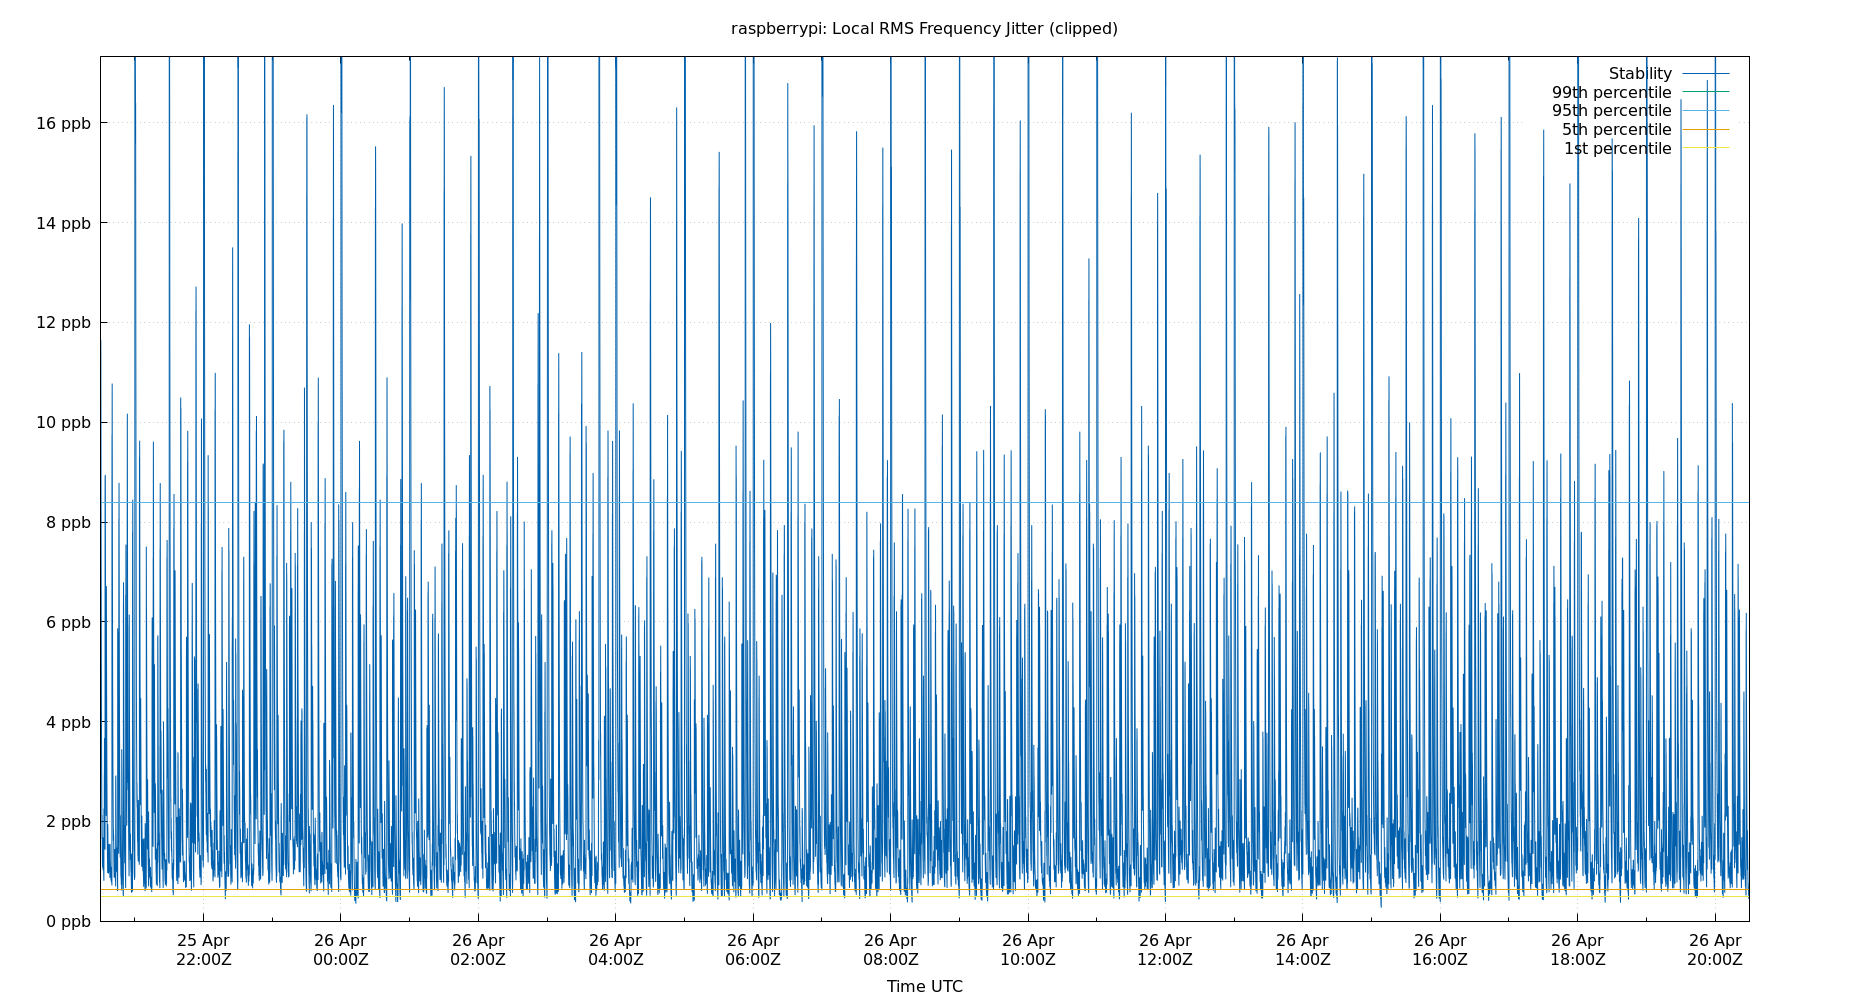 raspberrypi: Local RMS Frequency Jitter (clipped)
Stability
99th percentile
95th percentile
5th percentile
1st percentile
16 ppb
14 ppb
12 ppb
10 ppb
8 ppb
6 ppb
4 ppb
2 ppb
0 ppb
25 Apr 26 Apr 26 Apr 26 Apr 26 Apr 26 Apr 26 Apr 26 Apr 26 Apr 26 Apr 26 Apr 26 Apr
22:00Z 00:00Z 02:00Z 04:00Z 06:00Z 08:00Z 10:00Z 12:00Z 14:00Z 16:00Z 18:00Z 20:00Z
Time UTC